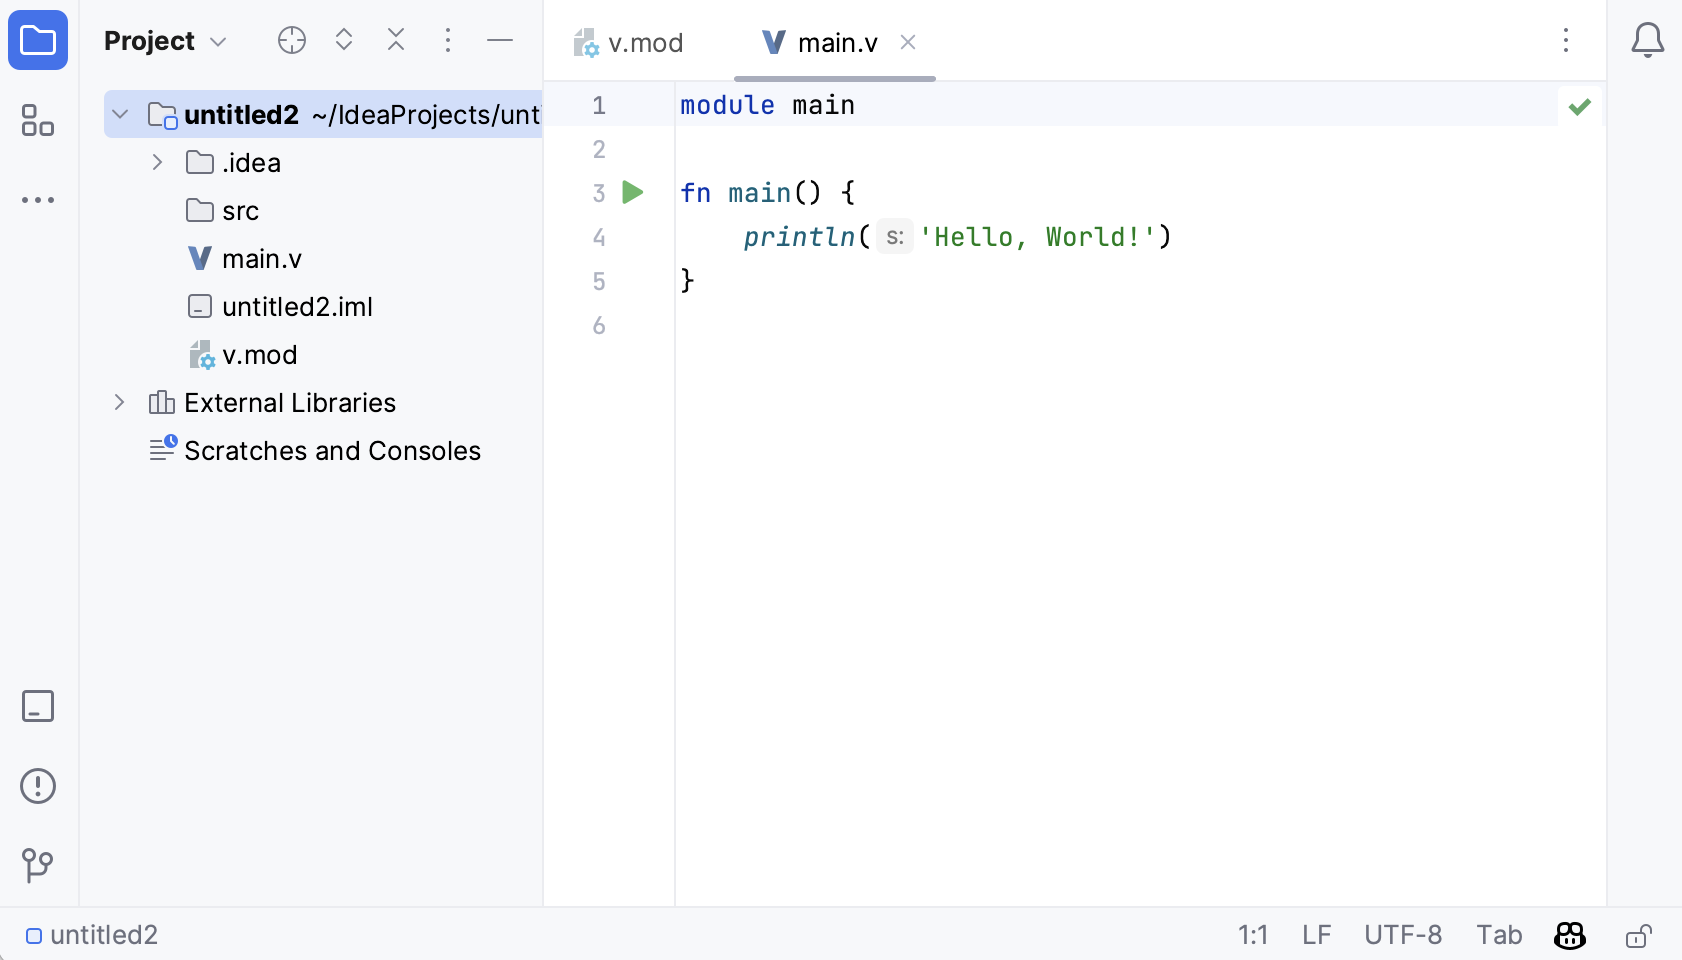 Project
untitled2 ~/IdeaProjects/unt
.idea
src
main.v
untitled2.iml
v.mod
External Libraries
Scratches and Consoles
v.mod
main.v
1 module main
2
3 fn main() {
4 println( s: 'Hello, World!')
5 }
6
untitled2
1:1 LF UTF-8 Tab